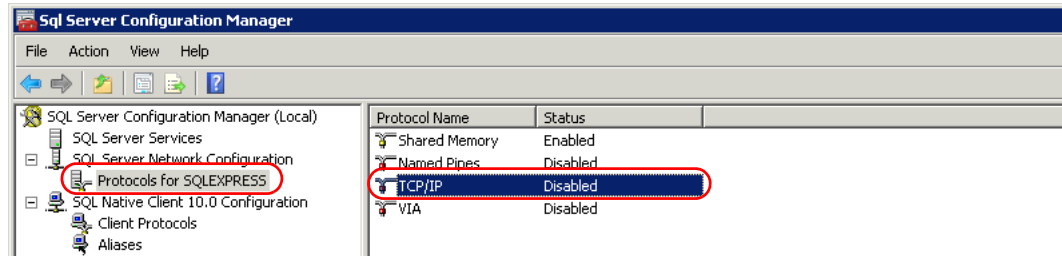 Sql Server Configuration Manager
File Action View Help
SQL Server Configuration Manager (Local)
SQL Server Services
SQL Server Network Configuration
Protocols for SQLEXPRESS
SQL Native Client 10.0 Configuration
Client Protocols
Aliases
Protocol Name Status
Shared Memory Enabled
Named Pipes Disabled
TCP/IP Disabled
VIA Disabled